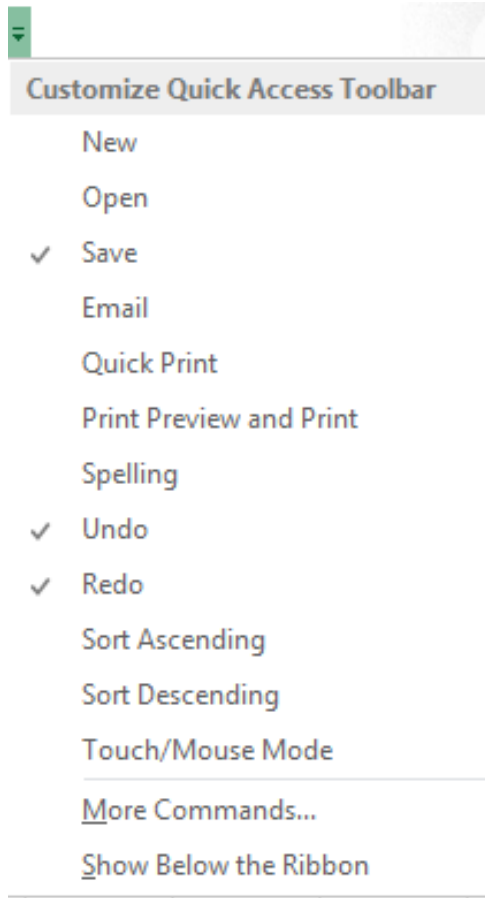 Customize Quick Access Toolbar
New
Open
Save
Email
Quick Print
Print Preview and Print
Spelling
Undo
Redo
Sort Ascending
Sort Descending
Touch/Mouse Mode
More Commands...
Show Below the Ribbon